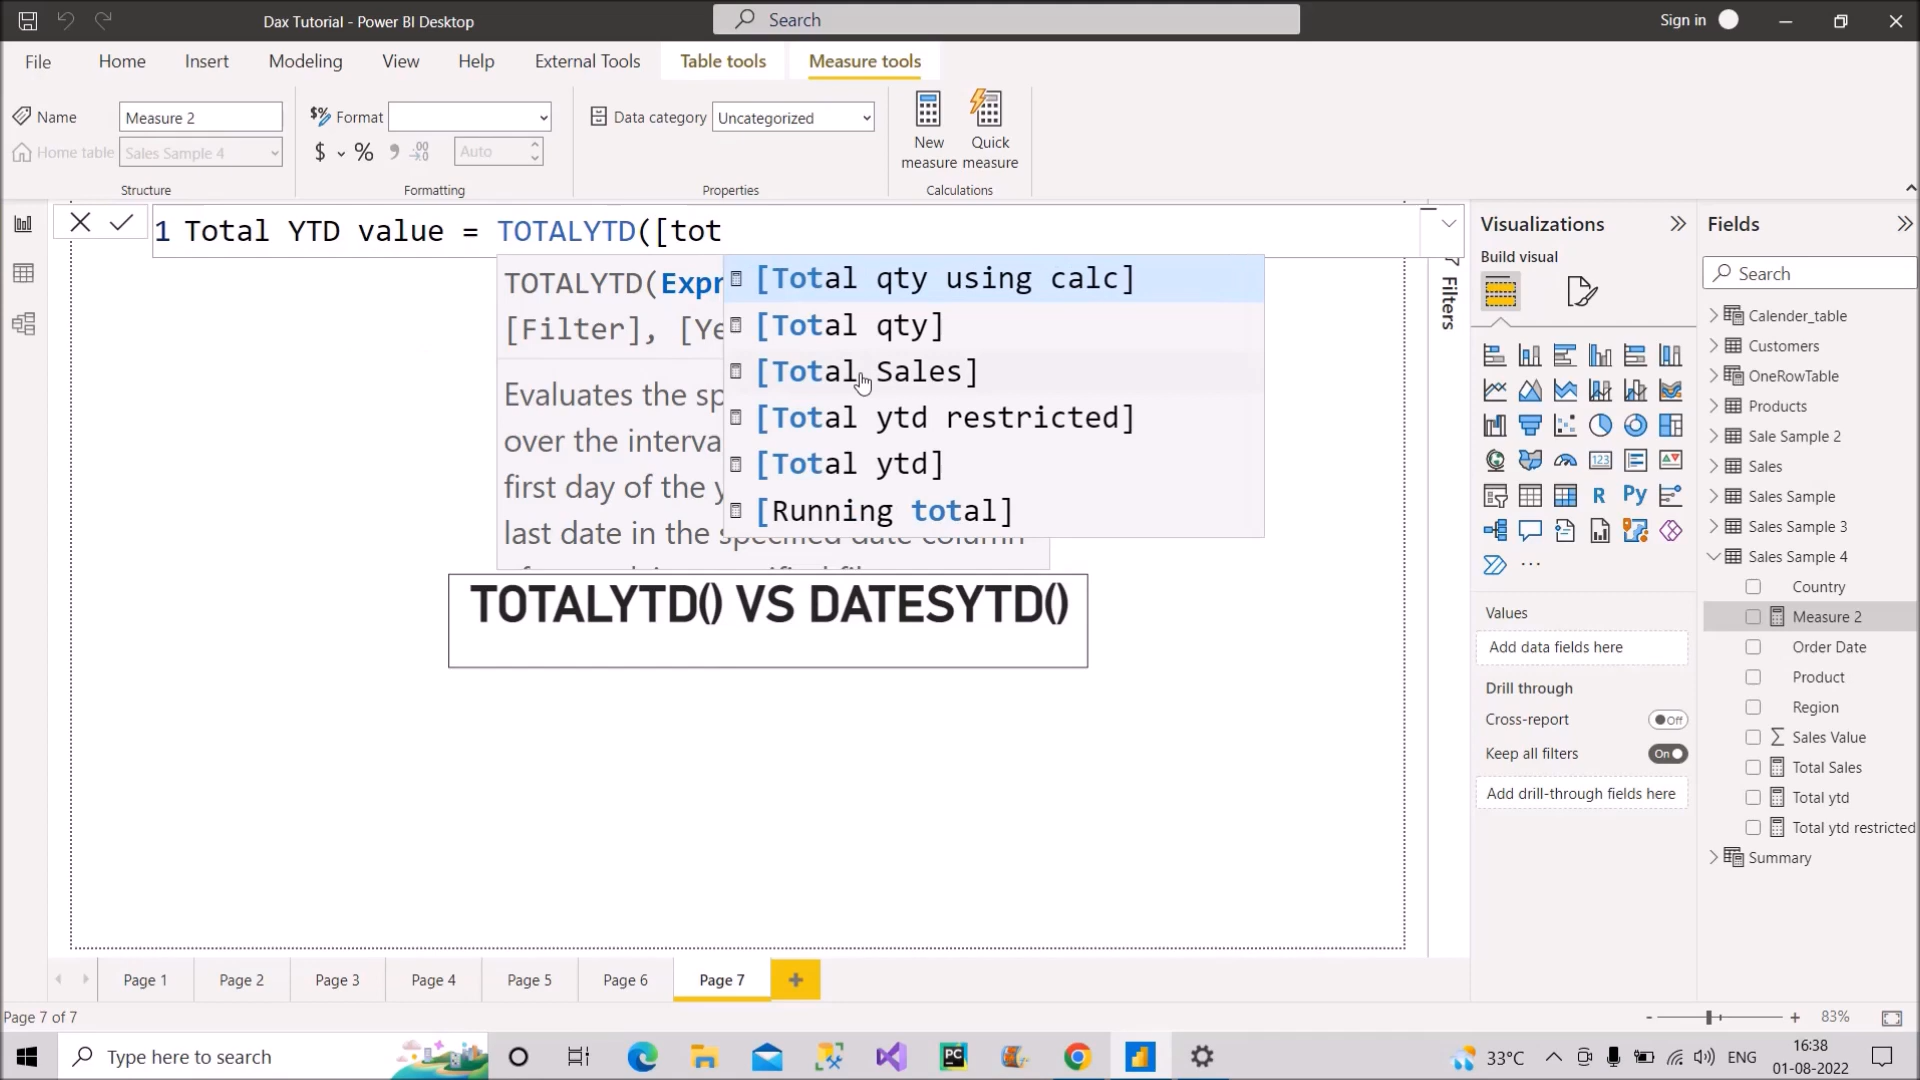 Dax Tutorial - Power BI Desktop
Search
Sign in
File
Home
Insert
Modeling
View
Help
External Tools
Table tools
Measure tools
Name
Measure 2
Home table
Sales Sample 4
Structure
Format
$
%
Auto
Formatting
Data category
Uncategorized
Properties
New measure
Quick measure
Calculations
1 Total YTD value = TOTALYTD([tot
TOTALYTD(Expr
[Filter], [Ye
Evaluates the sp
over the interva
first day of the y
last date in the specified date column
[Total qty using calc]
[Total qty]
[Total Sales]
[Total ytd restricted]
[Total ytd]
[Running total]
TOTALYTD() VS DATESYTD()
Filters
Visualizations
Build visual
123
R
Py
Values
Add data fields here
Drill through
Cross-report
Off
Keep all filters
On
Add drill-through fields here
Fields
Search
Calender_table
Customers
OneRowTable
Products
Sale Sample 2
Sales
Sales Sample
Sales Sample 3
Sales Sample 4
Country
Measure 2
Order Date
Product
Region
Sales Value
Total Sales
Total ytd
Total ytd restricted
Summary
Page 1
Page 2
Page 3
Page 4
Page 5
Page 6
Page 7
Page 7 of 7
83%
Type here to search
PC
33°C
ENG
16:38
01-08-2022